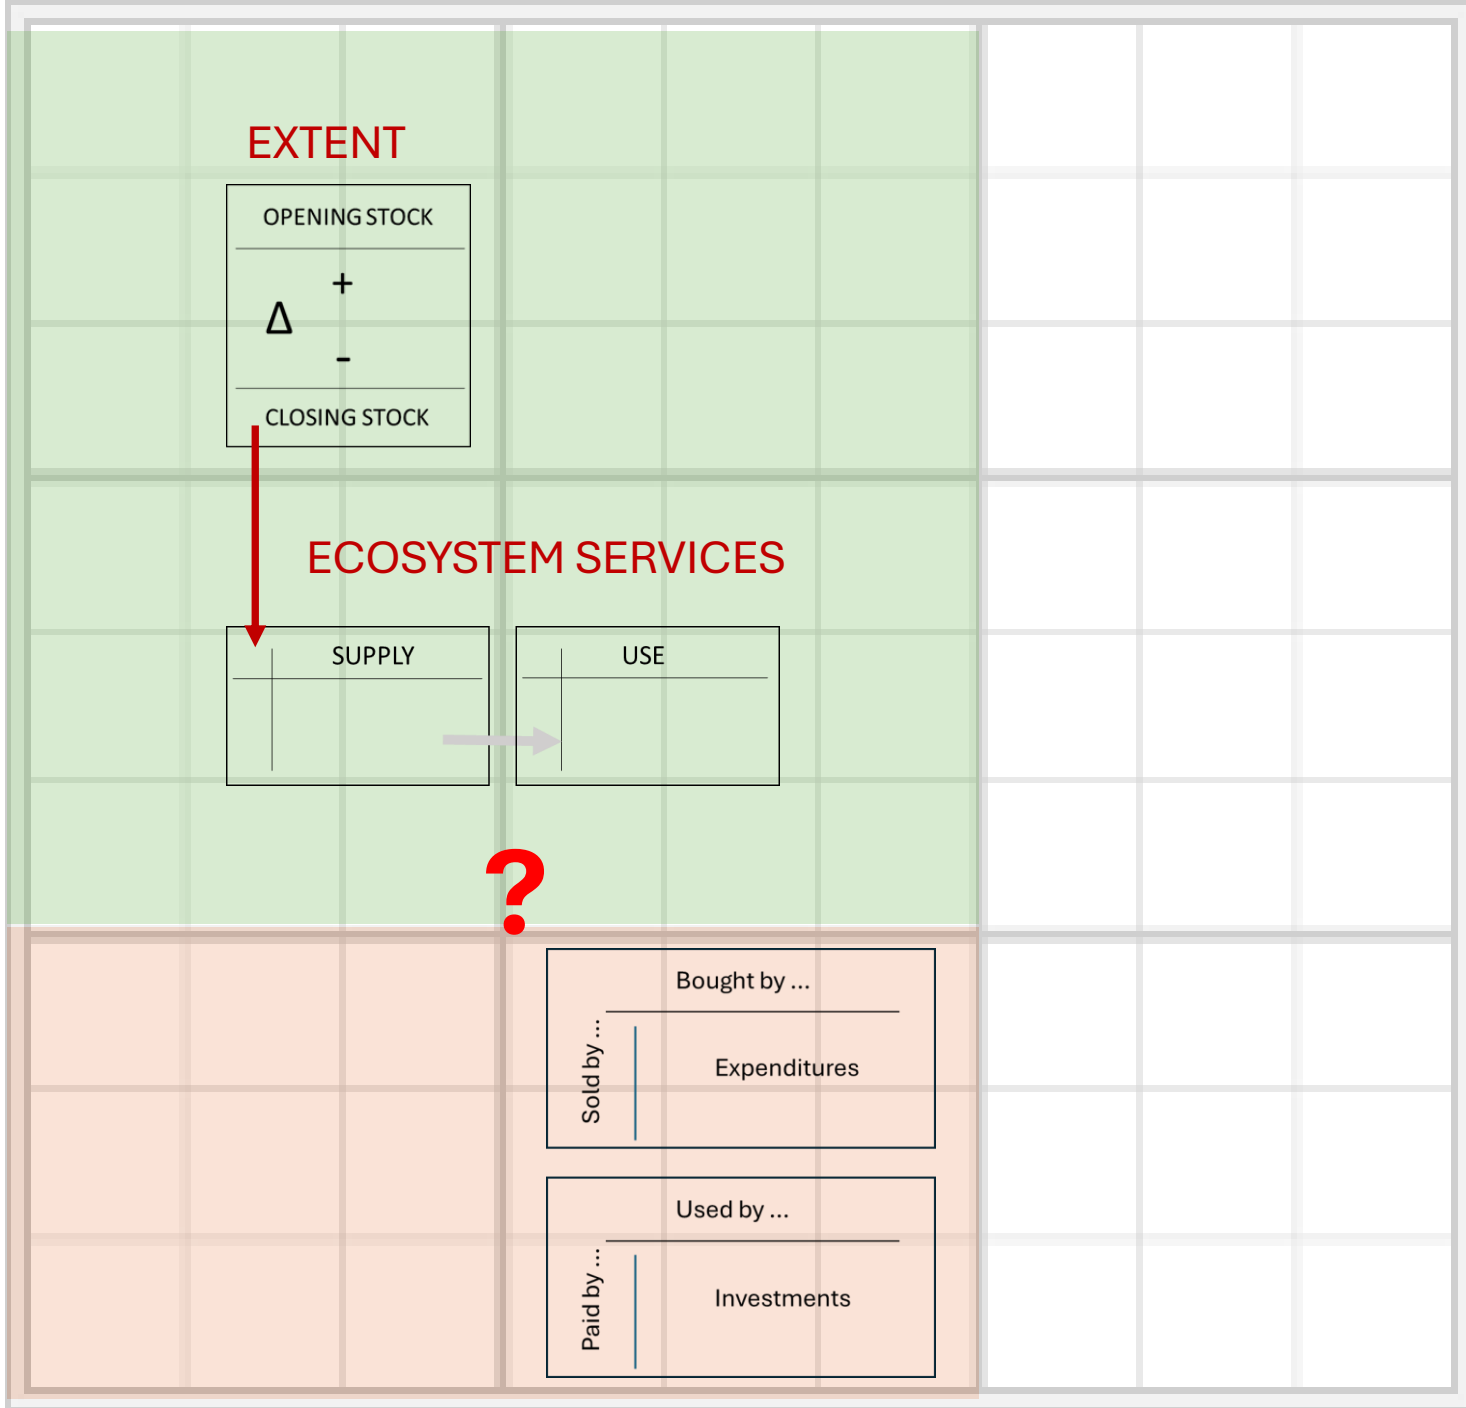 EXTENT
OPENING STOCK
+
Δ
-
CLOSING STOCK
ECOSYSTEM SERVICES
SUPPLY
USE
?
Bought by ...
Sold by ...
Expenditures
Used by ...
Paid by ...
Investments